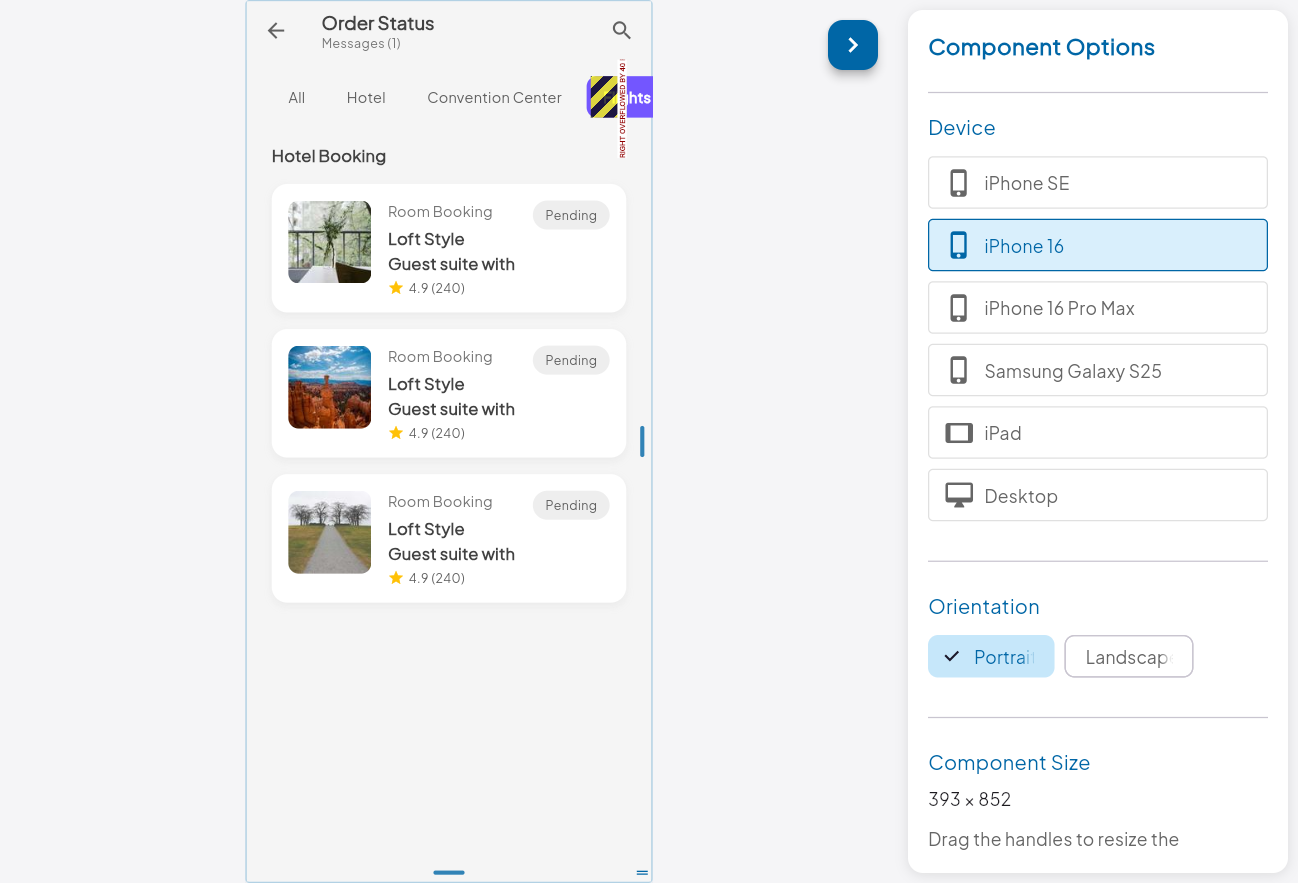 Order Status
Messages (1)
All
Hotel
Convention Center
hts
RIGHT OVERFLOWED BY 40
Hotel Booking
Room Booking
Pending
Loft Style
Guest suite with
4.9 (240)
Room Booking
Pending
Loft Style
Guest suite with
4.9 (240)
Room Booking
Pending
Loft Style
Guest suite with
4.9 (240)
Component Options
Device
iPhone SE
iPhone 16
iPhone 16 Pro Max
Samsung Galaxy S25
iPad
Desktop
Orientation
Portrait
Landscape
Component Size
393 × 852
Drag the handles to resize the